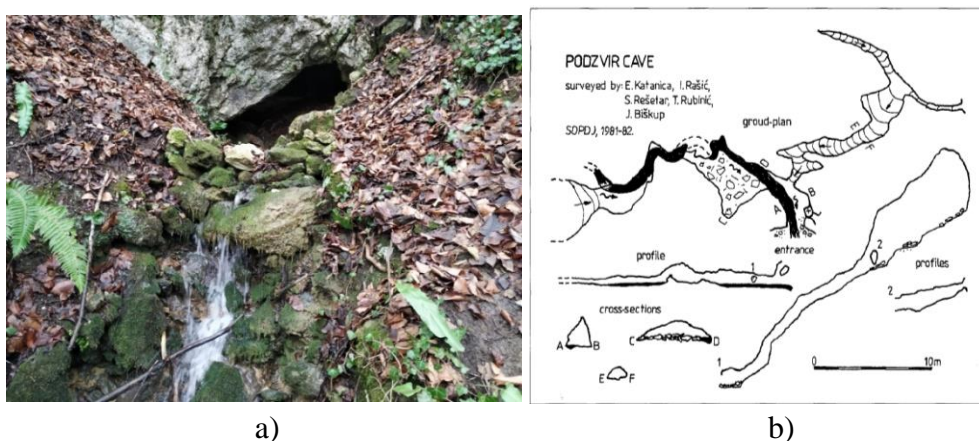 PODZVIR CAVE
surveyed by: E. Katanica, I. Rašić,
S. Rešetar, T. Rubinić,
J. Biškup
SOPDJ, 1981-82.
groud-plan
E
F
D
B
A
C
entrance
profile
1
2
profiles
2
cross-sections
A B
C D
E F
1
0 10m
a) b)